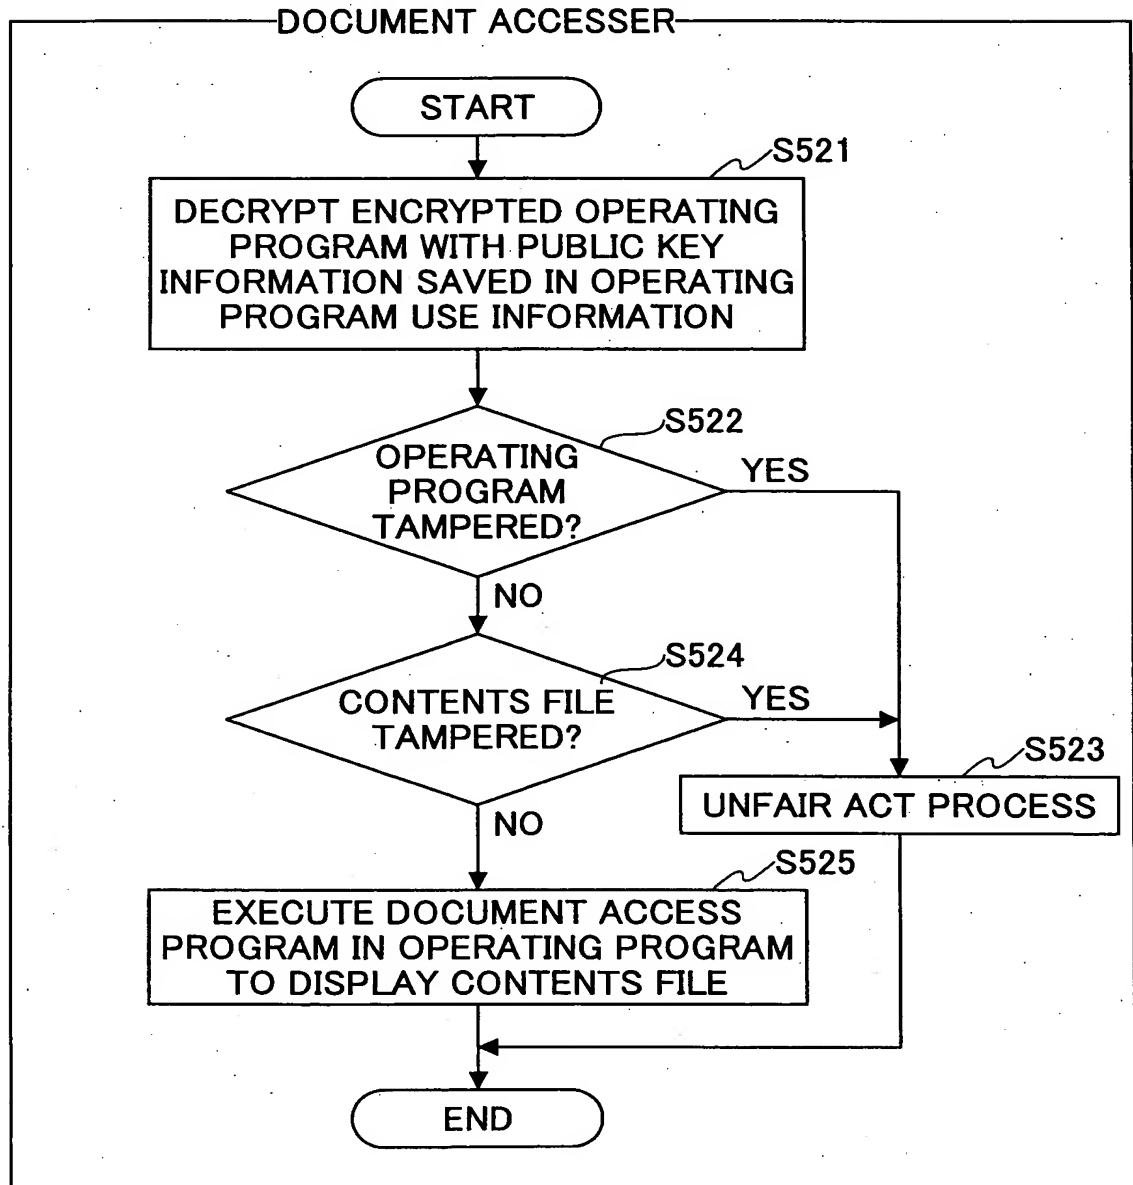 DOCUMENT ACCESSER
START
S521
DECRYPT ENCRYPTED OPERATING
PROGRAM WITH PUBLIC KEY
INFORMATION SAVED IN OPERATING
PROGRAM USE INFORMATION
S522
OPERATING
PROGRAM
TAMPERED?
YES
NO
S524
CONTENTS FILE
TAMPERED?
YES
NO
S523
UNFAIR ACT PROCESS
S525
EXECUTE DOCUMENT ACCESS
PROGRAM IN OPERATING PROGRAM
TO DISPLAY CONTENTS FILE
END